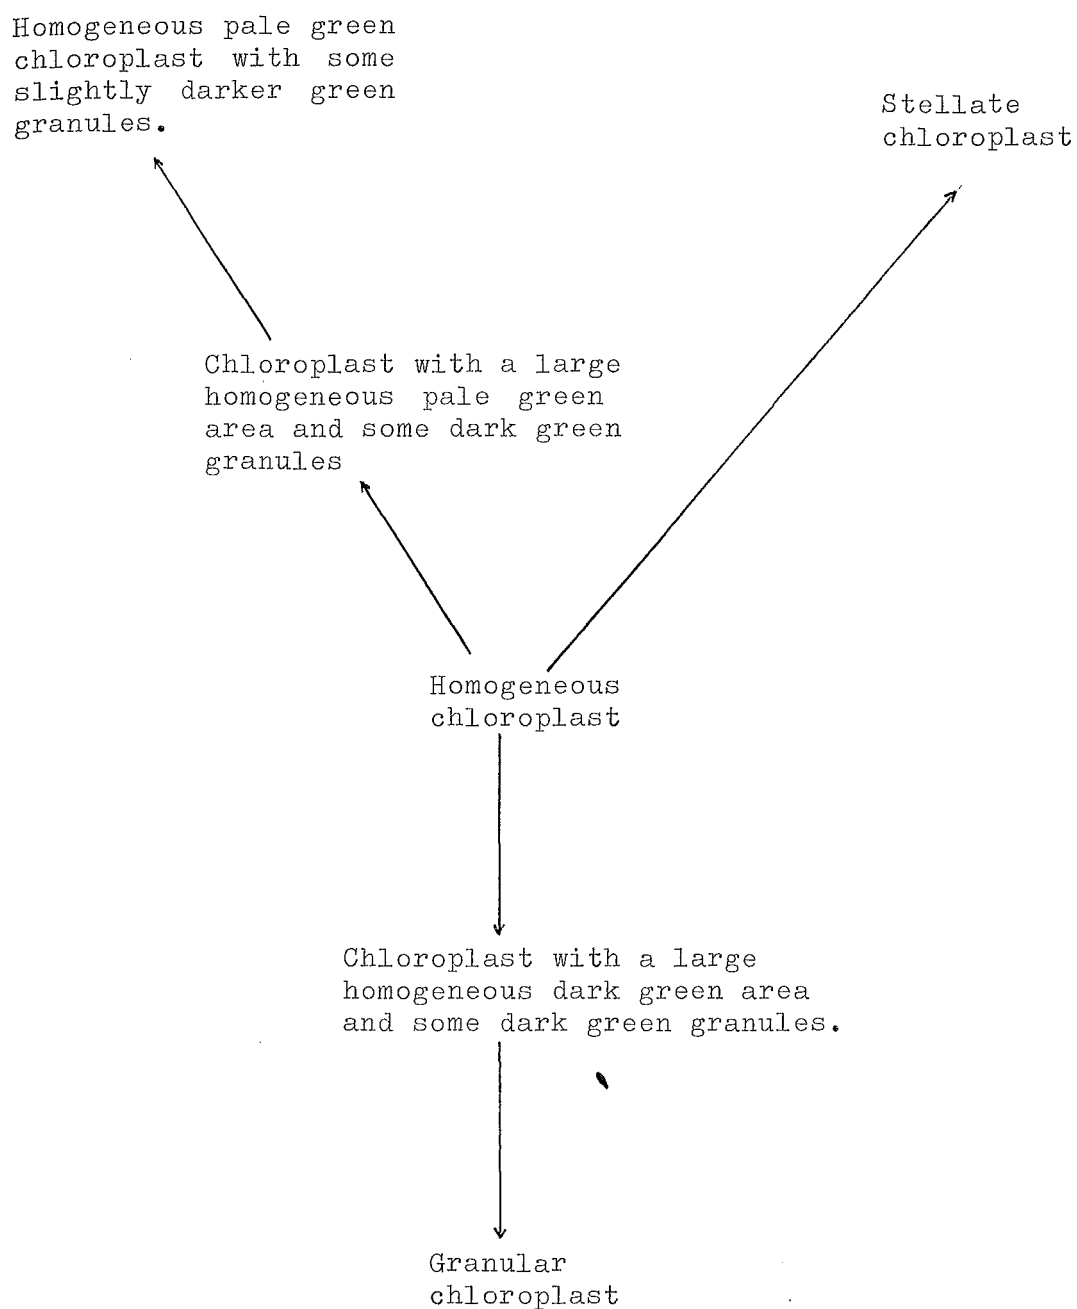 Homogeneous pale green
chloroplast with some
slightly darker green
granules.
Stellate
chloroplast
Chloroplast with a large
homogeneous pale green
area and some dark green
granules
Homogeneous
chloroplast
Chloroplast with a large
homogeneous dark green area
and some dark green granules.
Granular
chloroplast